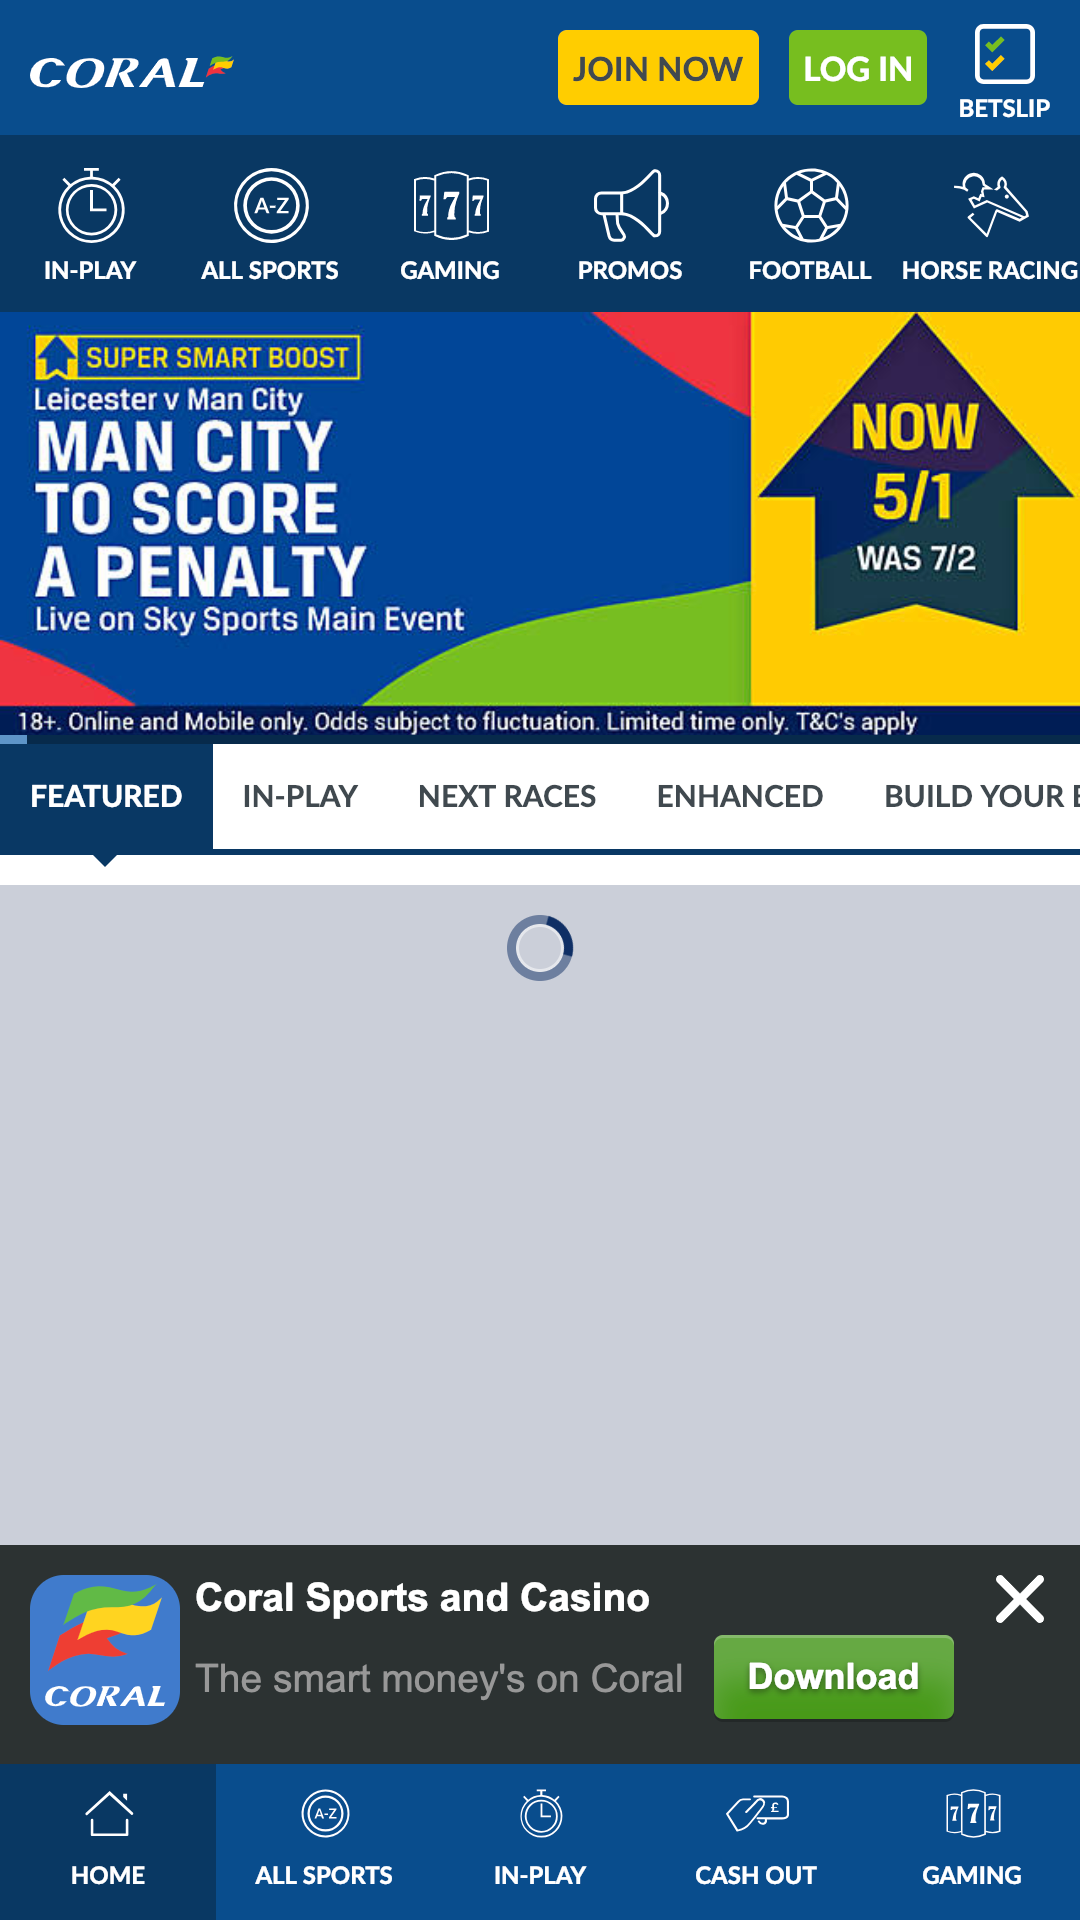 CORAL
JOIN NOW
LOG IN
BETSLIP
A-Z
777
IN-PLAY
ALL SPORTS
GAMING
PROMOS
FOOTBALL
HORSE RACING
SUPER SMART BOOST
Leicester v Man City
MAN CITY
TO SCORE
A PENALTY
Live on Sky Sports Main Event
NOW
5/1
WAS 7/2
18+. Online and Mobile only. Odds subject to fluctuation. Limited time only. T&C's apply
FEATURED
IN-PLAY
NEXT RACES
ENHANCED
BUILD YOUR
Coral Sports and Casino
The smart money's on Coral
Download
CORAL
A-Z
£
777
HOME
ALL SPORTS
IN-PLAY
CASH OUT
GAMING